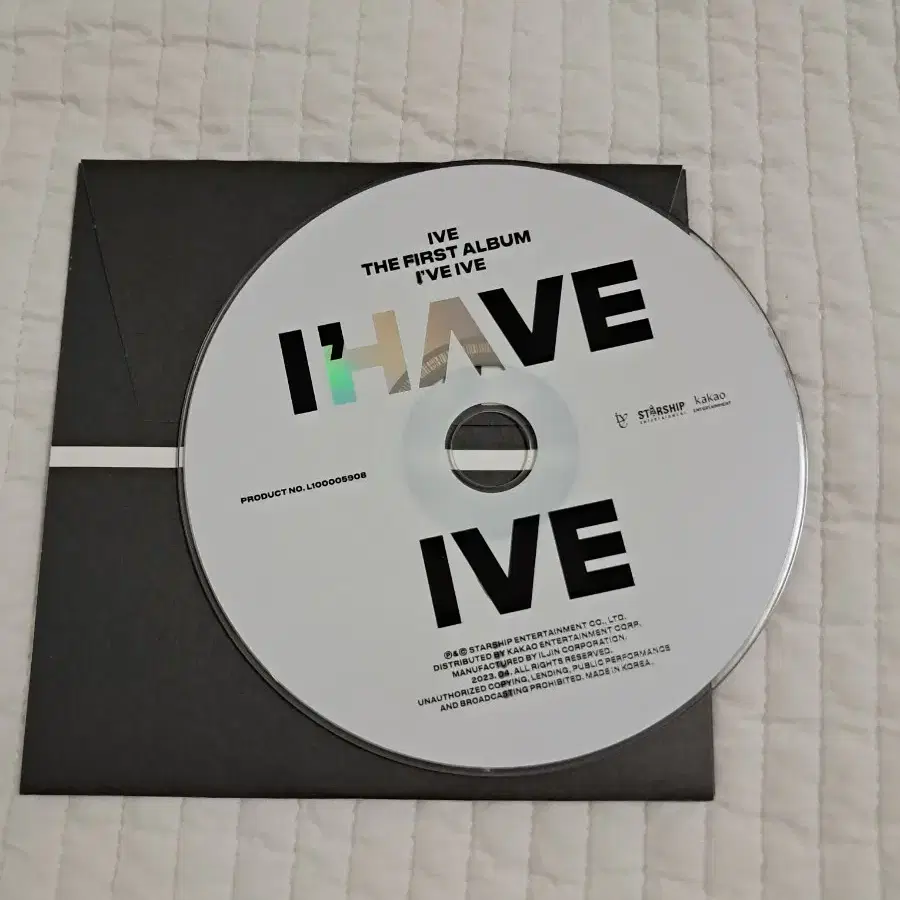 IVE
THE FIRST ALBUM
I'VE IVE
I'HAVE
STARSHIP
ENTERTAINMENT
kakao
ENTERTAINMENT
PRODUCT NO. L100005908
IVE
℗&© STARSHIP ENTERTAINMENT CO., LTD.
DISTRIBUTED BY KAKAO ENTERTAINMENT CORP.
MANUFACTURED BY ILJIN CORPORATION,
2023. 04. ALL RIGHTS RESERVED.
UNAUTHORIZED COPYING, LENDING, PUBLIC PERFORMANCE
AND BROADCASTING PROHIBITED. MADE IN KOREA.